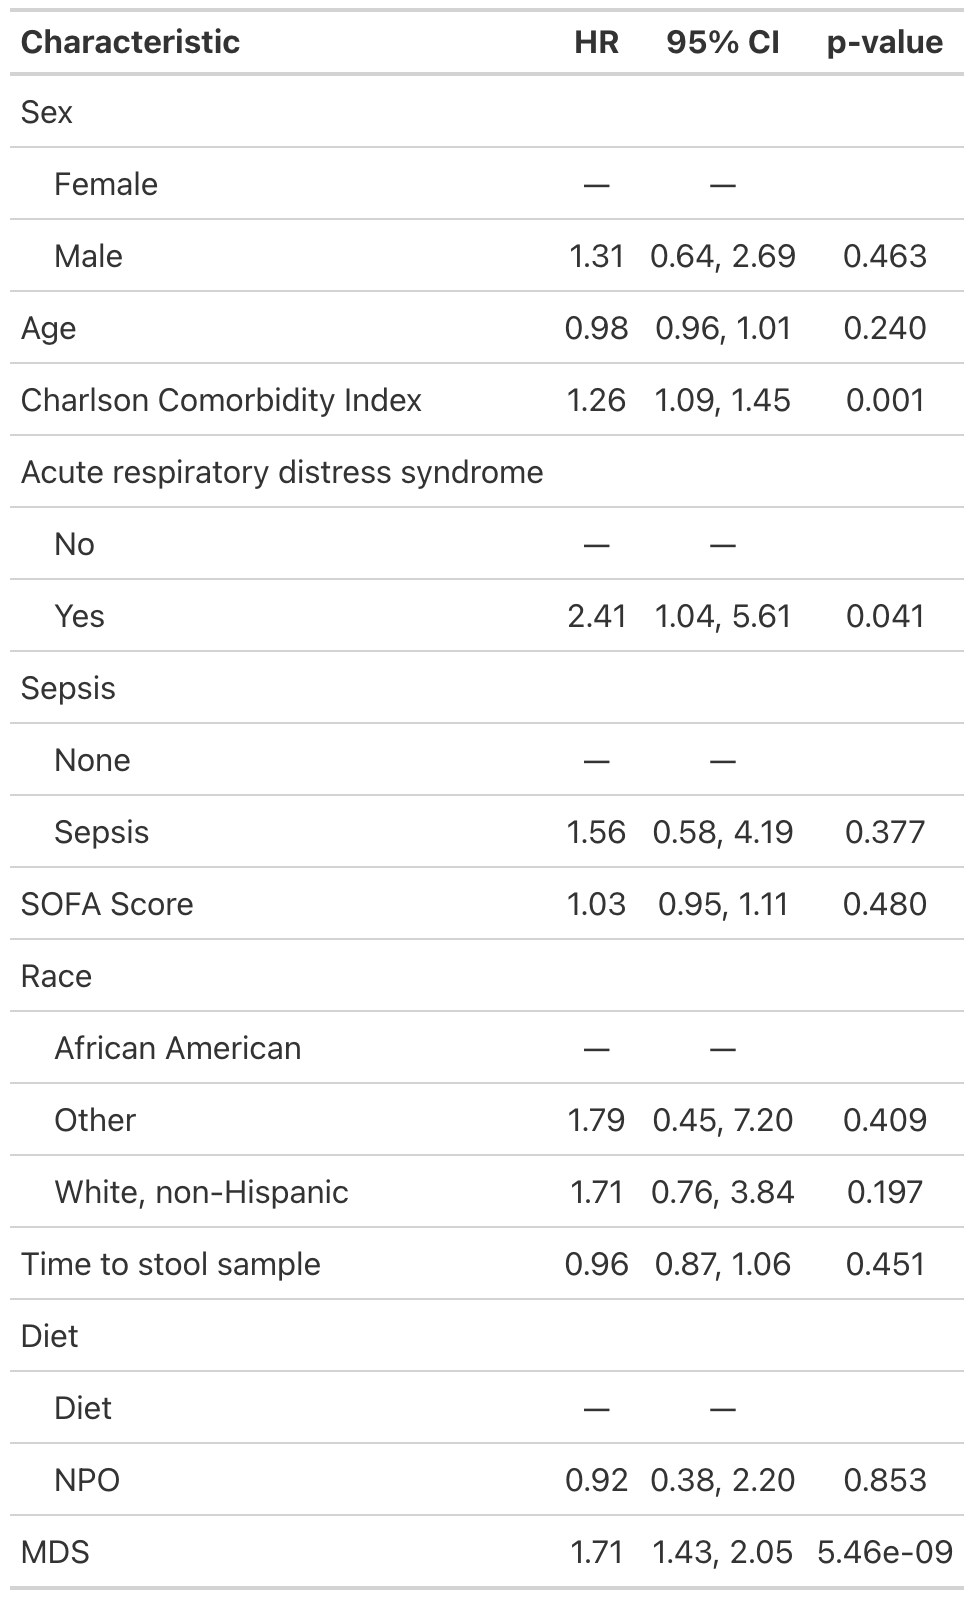 Characteristic HR 95% CI p-value
Sex
Female — —
Male 1.31 0.64, 2.69 0.463
Age 0.98 0.96, 1.01 0.240
Charlson Comorbidity Index 1.26 1.09, 1.45 0.001
Acute respiratory distress syndrome
No — —
Yes 2.41 1.04, 5.61 0.041
Sepsis
None — —
Sepsis 1.56 0.58, 4.19 0.377
SOFA Score 1.03 0.95, 1.11 0.480
Race
African American — —
Other 1.79 0.45, 7.20 0.409
White, non-Hispanic 1.71 0.76, 3.84 0.197
Time to stool sample 0.96 0.87, 1.06 0.451
Diet
Diet — —
NPO 0.92 0.38, 2.20 0.853
MDS 1.71 1.43, 2.05 5.46e-09